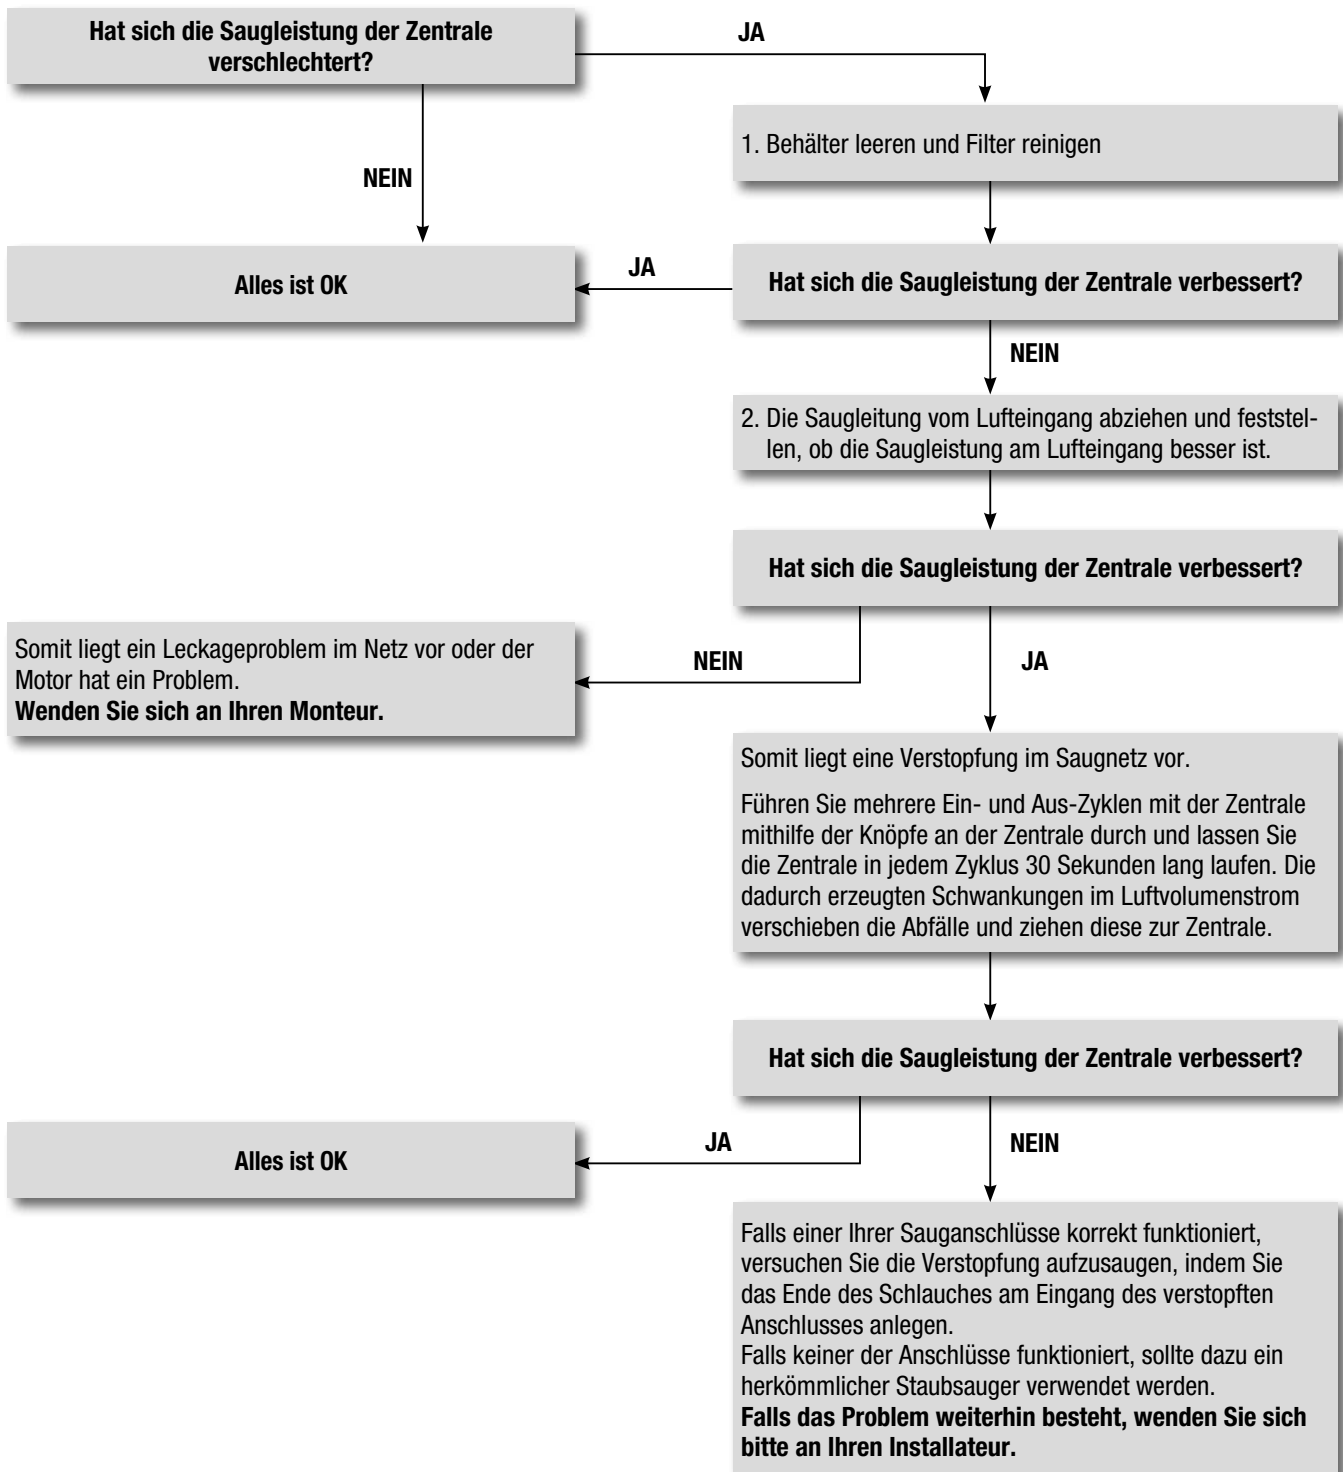 Hat sich die Saugleistung der Zentrale
verschlechtert?
JA
1. Behälter leeren und Filter reinigen
NEIN
Alles ist OK
JA
Hat sich die Saugleistung der Zentrale verbessert?
NEIN
2. Die Saugleitung vom Lufteingang abziehen und feststel-
len, ob die Saugleistung am Lufteingang besser ist.
Hat sich die Saugleistung der Zentrale verbessert?
Somit liegt ein Leckageproblem im Netz vor oder der
Motor hat ein Problem.
Wenden Sie sich an Ihren Monteur.
NEIN
JA
Somit liegt eine Verstopfung im Saugnetz vor.
Führen Sie mehrere Ein- und Aus-Zyklen mit der Zentrale
mithilfe der Knöpfe an der Zentrale durch und lassen Sie
die Zentrale in jedem Zyklus 30 Sekunden lang laufen. Die
dadurch erzeugten Schwankungen im Luftvolumenstrom
verschieben die Abfälle und ziehen diese zur Zentrale.
Hat sich die Saugleistung der Zentrale verbessert?
Alles ist OK
JA
NEIN
Falls einer Ihrer Sauganschlüsse korrekt funktioniert,
versuchen Sie die Verstopfung aufzusaugen, indem Sie
das Ende des Schlauches am Eingang des verstopften
Anschlusses anlegen.
Falls keiner der Anschlüsse funktioniert, sollte dazu ein
herkömmlicher Staubsauger verwendet werden.
Falls das Problem weiterhin besteht, wenden Sie sich
bitte an Ihren Installateur.